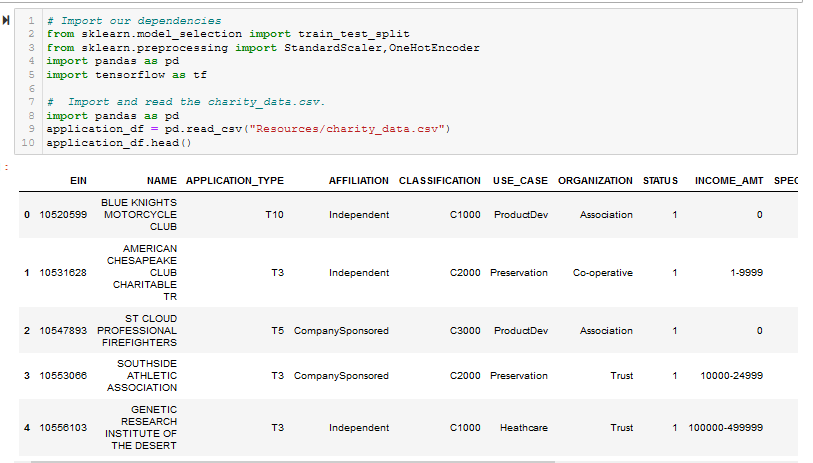 1 # Import our dependencies
2 from sklearn.model_selection import train_test_split
3 from sklearn.preprocessing import StandardScaler,OneHotEncoder
4 import pandas as pd
5 import tensorflow as tf
6
7 #  Import and read the charity_data.csv.
8 import pandas as pd
9 application_df = pd.read_csv("Resources/charity_data.csv")
10 application_df.head()
:
EIN NAME APPLICATION_TYPE AFFILIATION CLASSIFICATION USE_CASE ORGANIZATION STATUS INCOME_AMT SPEC
BLUE KNIGHTS
0 10520599 MOTORCYCLE T10 Independent C1000 ProductDev Association 1 0
CLUB
AMERICAN
CHESAPEAKE
1 10531628 CLUB T3 Independent C2000 Preservation Co-operative 1 1-9999
CHARITABLE
TR
ST CLOUD
2 10547893 PROFESSIONAL T5 CompanySponsored C3000 ProductDev Association 1 0
FIREFIGHTERS
SOUTHSIDE
3 10553066 ATHLETIC T3 CompanySponsored C2000 Preservation Trust 1 10000-24999
ASSOCIATION
GENETIC
RESEARCH
4 10556103 INSTITUTE OF T3 Independent C1000 Heathcare Trust 1 100000-499999
THE DESERT